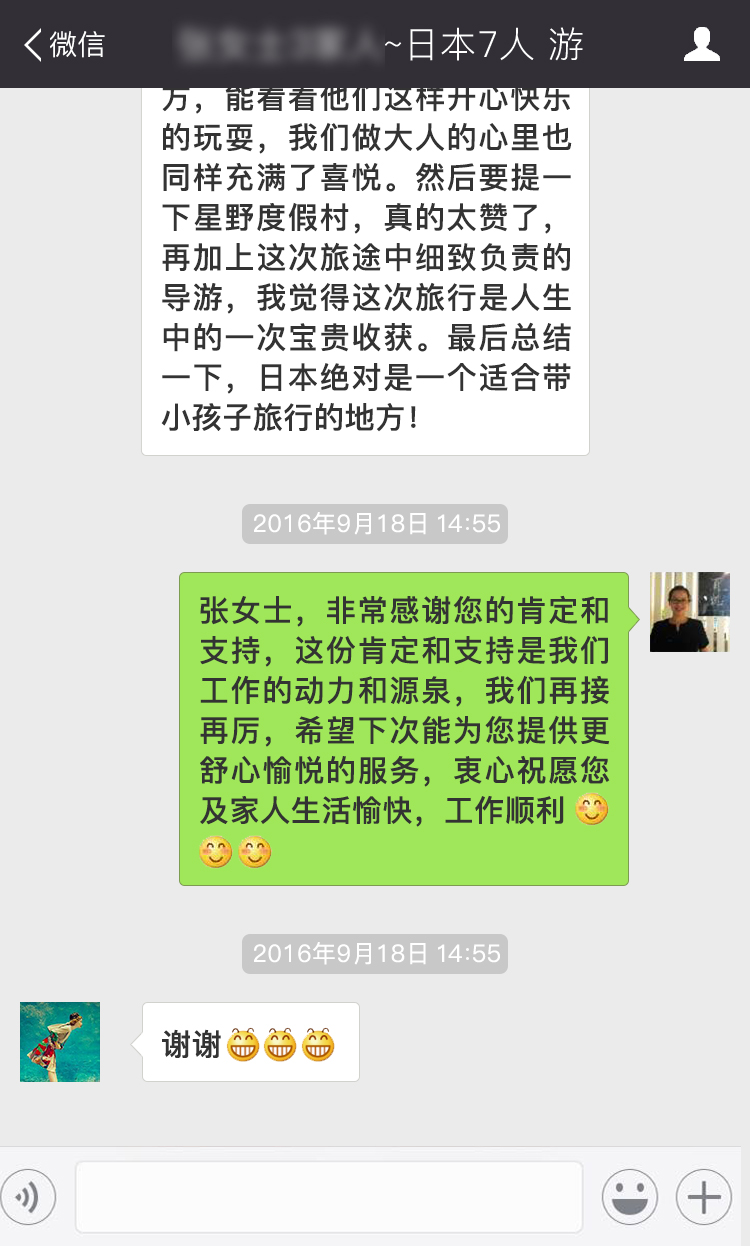 微信
~日本7人 游
方，能看看他们这样开心快乐
的玩耍，我们做大人的心里也
同样充满了喜悦。然后要提一
下星野度假村，真的太赞了，
再加上这次旅途中细致负责的
导游，我觉得这次旅行是人生
中的一次宝贵收获。最后总结
一下，日本绝对是一个适合带
小孩子旅行的地方！
2016年9月18日 14:55
张女士，非常感谢您的肯定和
支持，这份肯定和支持是我们
工作的动力和源泉，我们再接
再厉，希望下次能为您提供更
舒心愉悦的服务，衷心祝愿您
及家人生活愉快，工作顺利😊
😊😊
2016年9月18日 14:55
谢谢😁😁😁